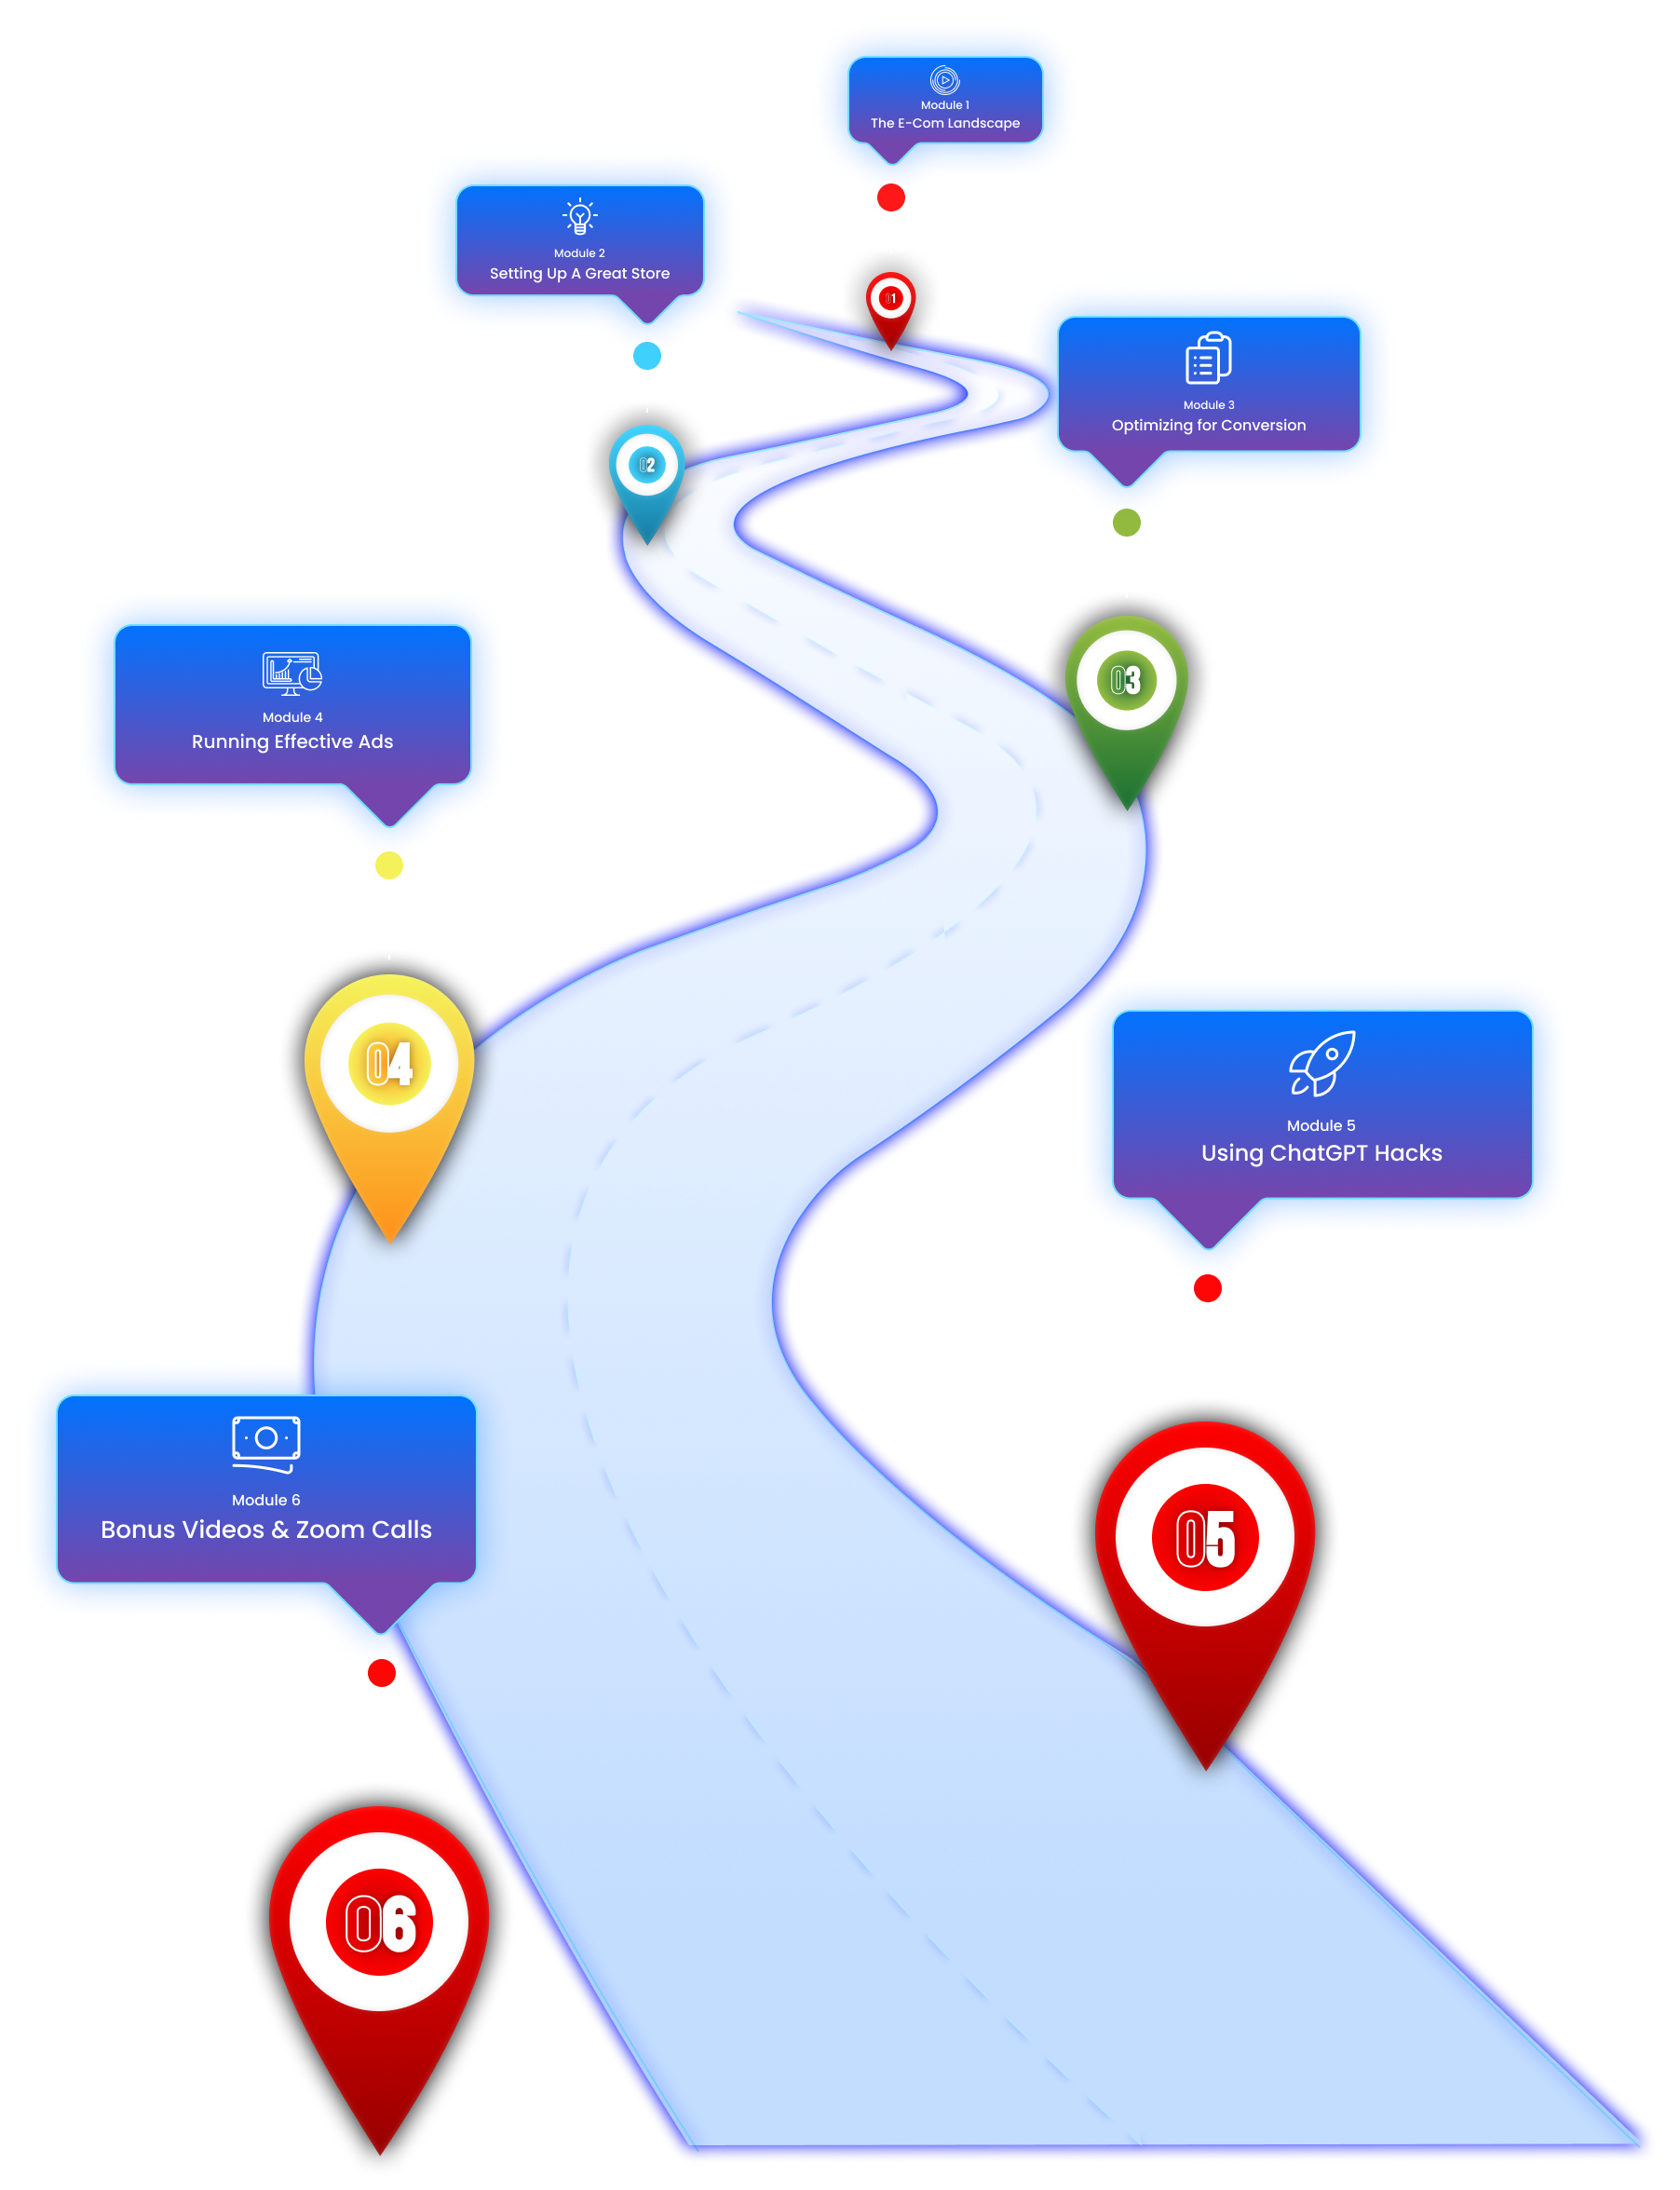 Module 1
The E-Com Landscape
Module 2
Setting Up A Great Store
01
Module 3
Optimizing for Conversion
02
Module 4
Running Effective Ads
03
04
Module 5
Using ChatGPT Hacks
Module 6
Bonus Videos & Zoom Calls
05
06